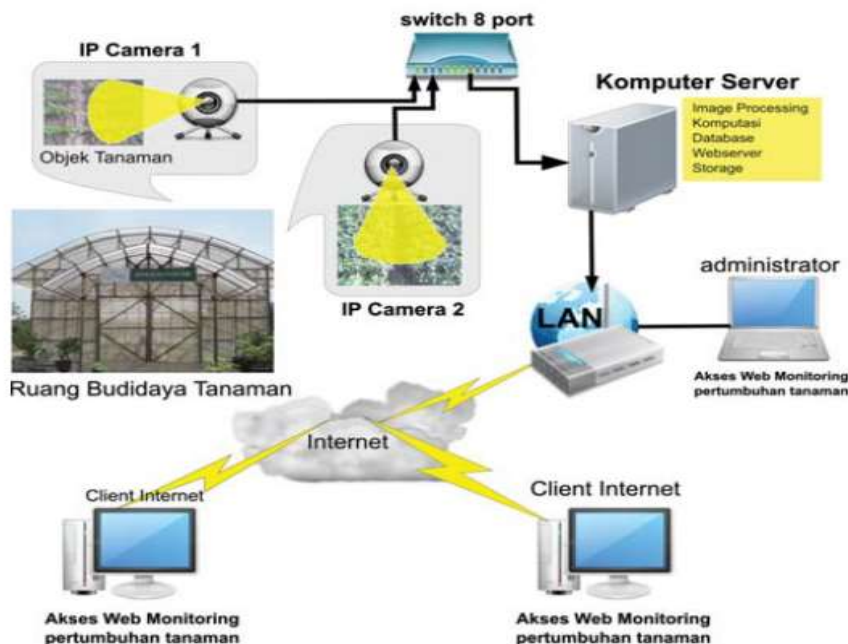 switch 8 port
IP Camera 1
Komputer Server
Image Processing
Komputasi
Database
Webserver
Storage
Objek Tanaman
IP Camera 2
administrator
LAN
Akses Web Monitoring
pertumbuhan tanaman
Ruang Budidaya Tanaman
Internet
Client Internet
Akses Web Monitoring
pertumbuhan tanaman
Client Internet
Akses Web Monitoring
pertumbuhan tanaman